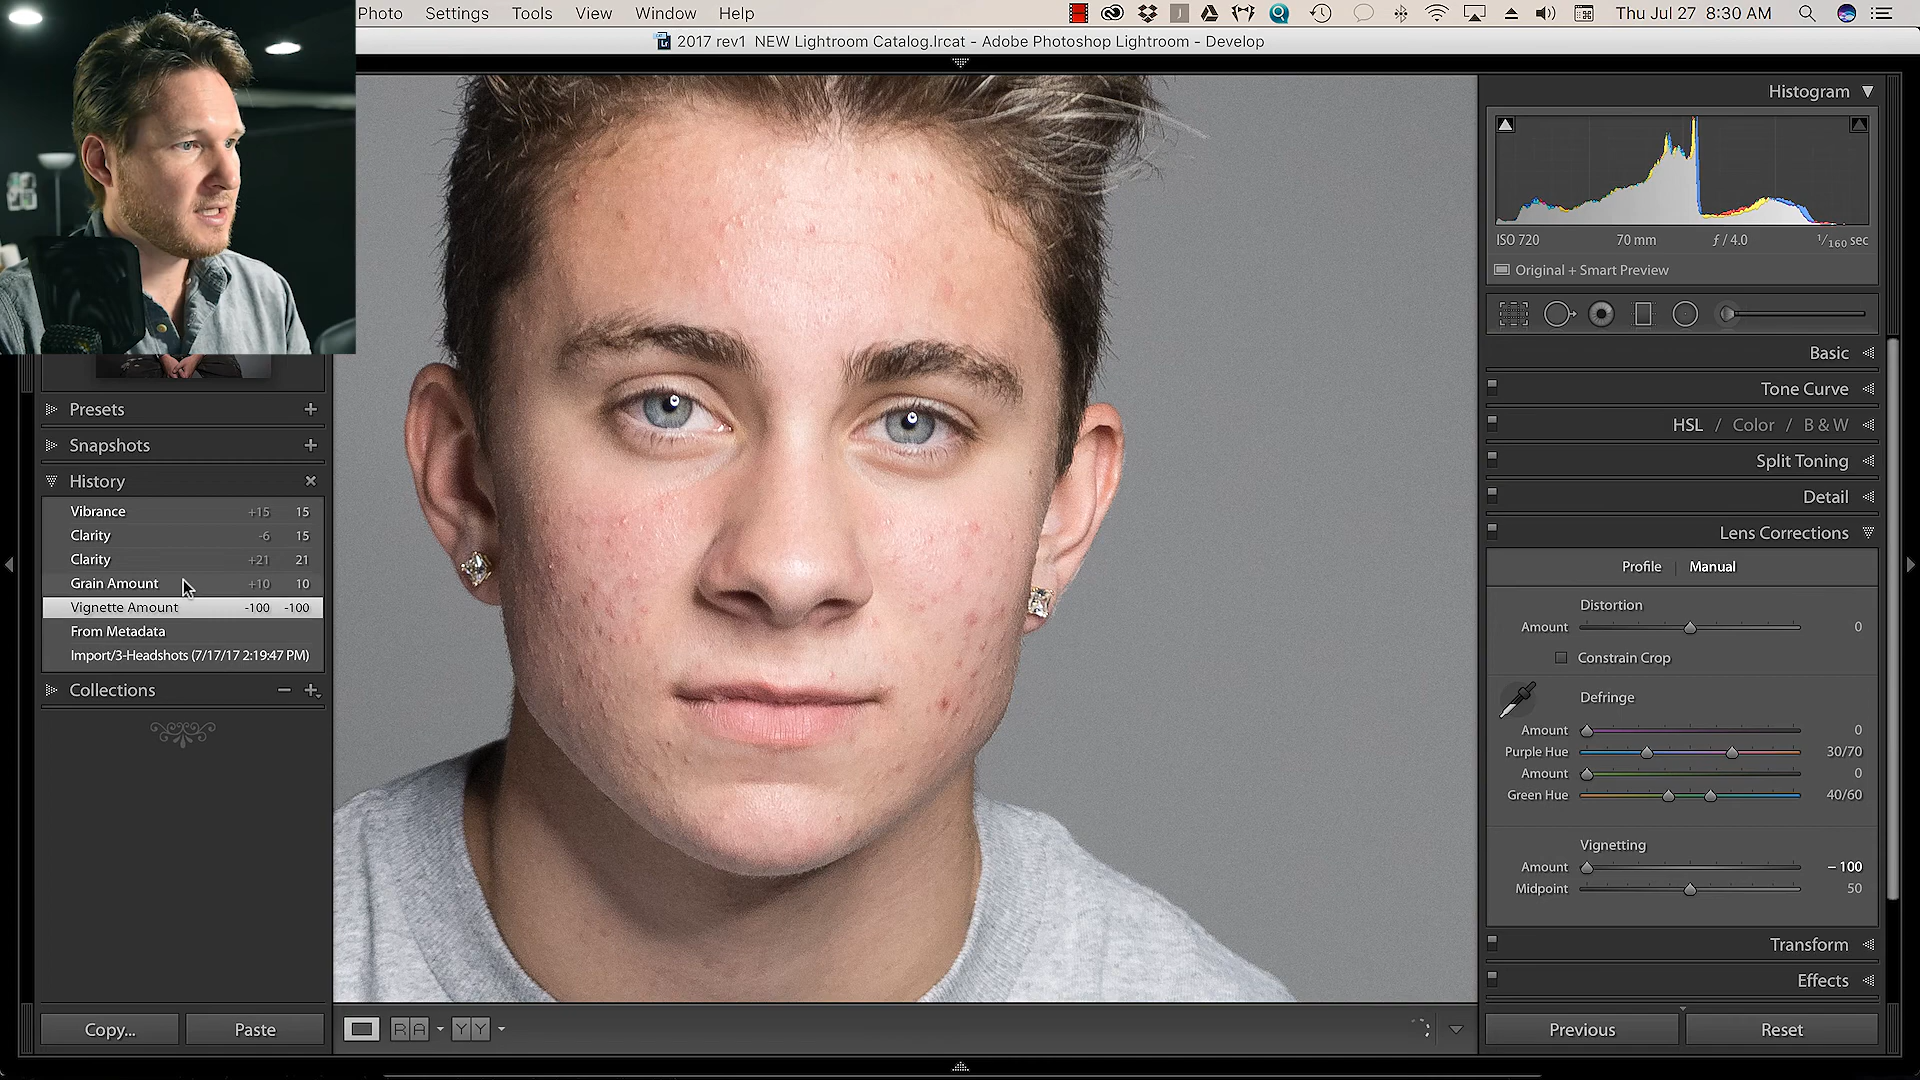 Photo Settings Tools View Window Help Thu Jul 27 8:30 AM
2017 rev1 NEW Lightroom Catalog.lrcat - Adobe Photoshop Lightroom - Develop
Histogram
ISO 720 70 mm ƒ / 4.0 1/160 sec
Original + Smart Preview
Basic
Tone Curve
HSL / Color / B & W
Split Toning
Detail
Lens Corrections
Profile | Manual
Distortion
Amount 0
Constrain Crop
Defringe
Amount 0
Purple Hue 30/70
Amount 0
Green Hue 40/60
Vignetting
Amount – 100
Midpoint 50
Transform
Effects
Previous Reset
Presets +
Snapshots +
History ×
Vibrance +15 15
Clarity -6 15
Clarity +21 21
Grain Amount +10 10
Vignette Amount -100 -100
From Metadata
Import/3-Headshots (7/17/17 2:19:47 PM)
Collections − +
Copy... Paste
R A Y Y